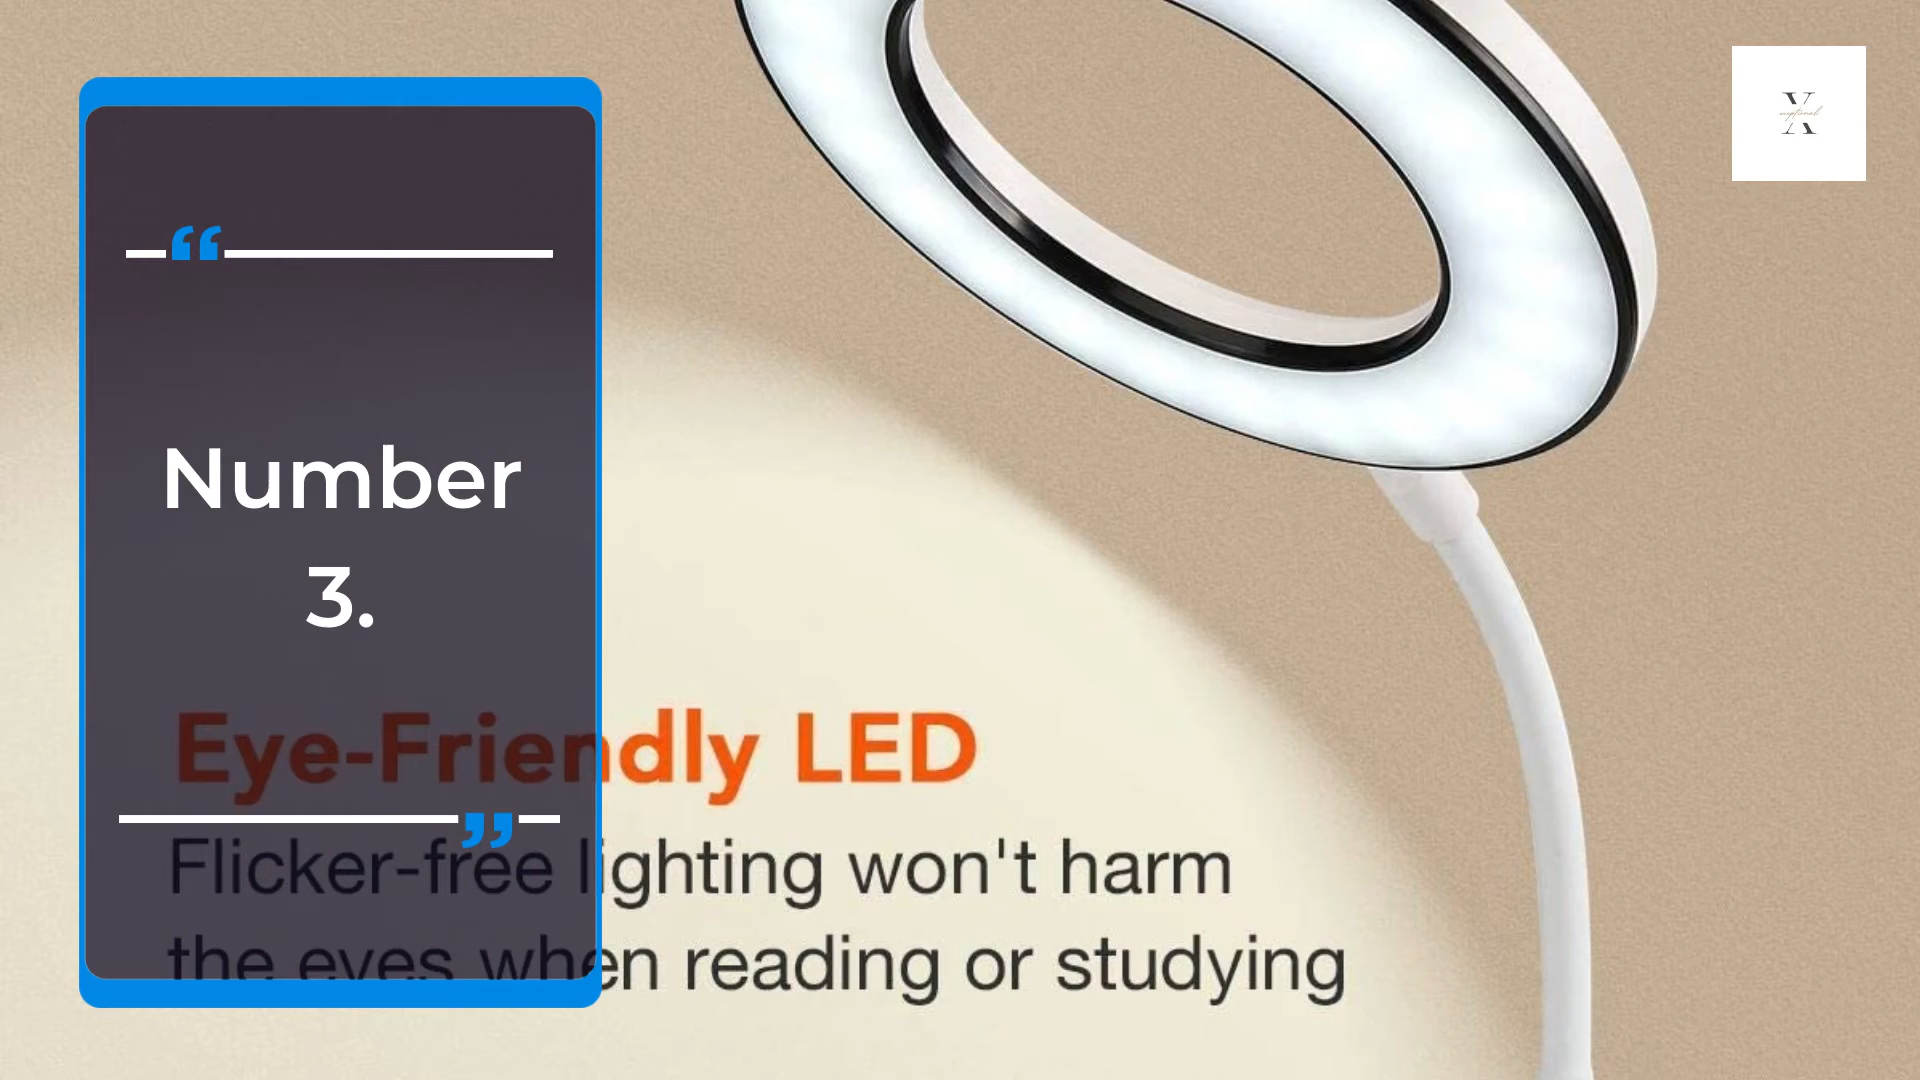 “
Number
3.
Eye-Friendly LED
”
Flicker-free lighting won't harm
the eyes when reading or studying
X